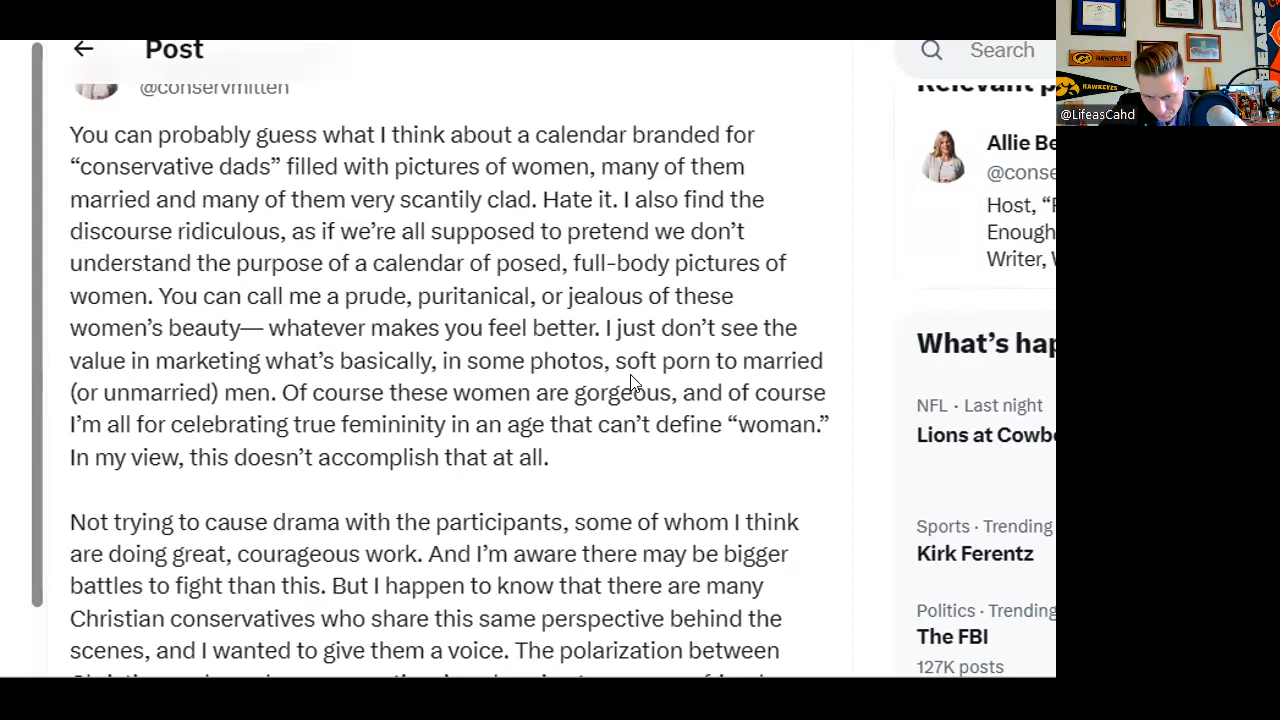 Post
Search
@conservmitten
You can probably guess what I think about a calendar branded for
“conservative dads” filled with pictures of women, many of them
married and many of them very scantily clad. Hate it. I also find the
discourse ridiculous, as if we’re all supposed to pretend we don’t
understand the purpose of a calendar of posed, full-body pictures of
women. You can call me a prude, puritanical, or jealous of these
women’s beauty— whatever makes you feel better. I just don’t see the
value in marketing what’s basically, in some photos, soft porn to married
(or unmarried) men. Of course these women are gorgeous, and of course
I’m all for celebrating true femininity in an age that can’t define “woman.”
In my view, this doesn’t accomplish that at all.
Not trying to cause drama with the participants, some of whom I think
are doing great, courageous work. And I’m aware there may be bigger
battles to fight than this. But I happen to know that there are many
Christian conservatives who share this same perspective behind the
scenes, and I wanted to give them a voice. The polarization between
Relevant p
Allie Be
@conse
Host, “
Enough
Writer,
What’s hap
NFL · Last night
Lions at Cowb
Sports · Trending
Kirk Ferentz
Politics · Trending
The FBI
127K posts
HAWKEYES
HAWKEYES
BEARS
@LifeasCahd